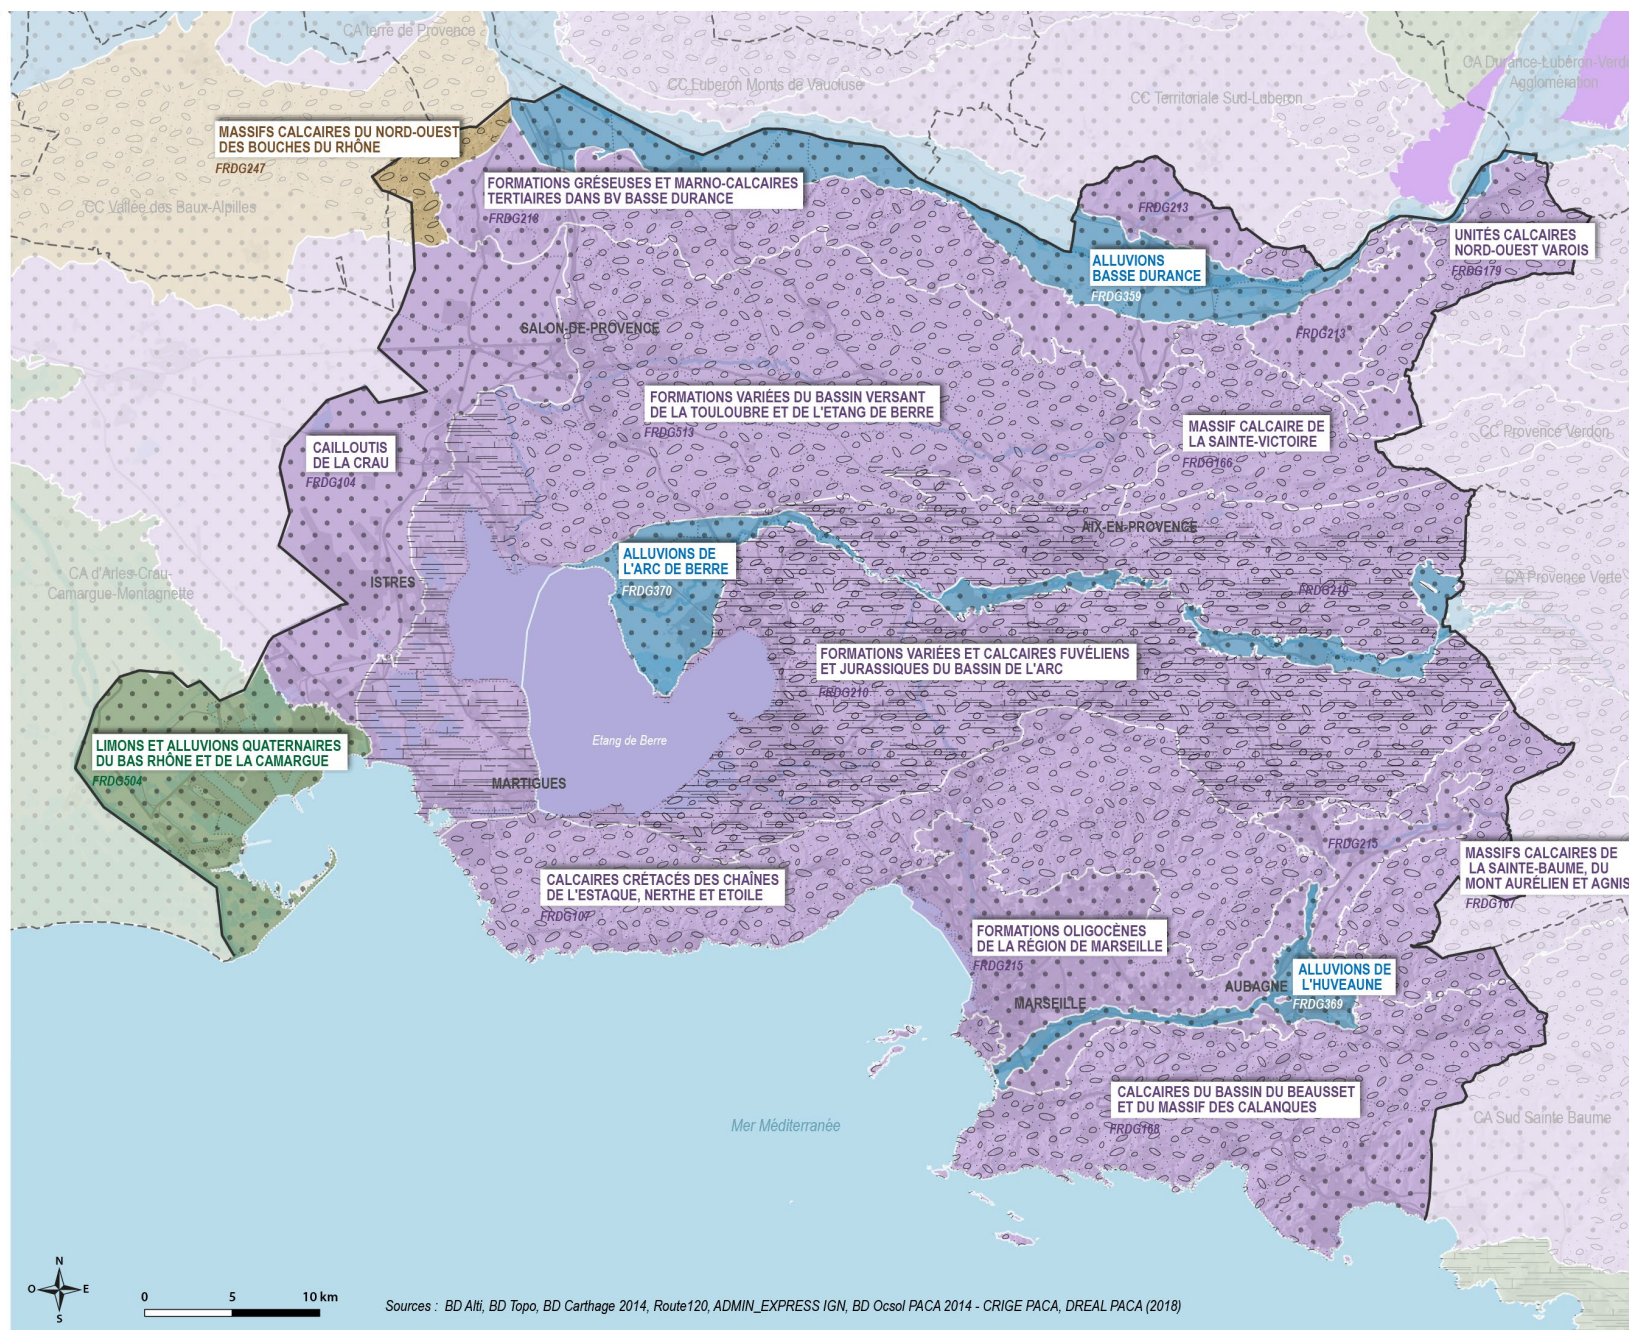 CA terre de Provence
CC Luberon Monts de Vaucluse
CA Durance-Luberon-Verdon
Agglomération
CC Territoriale Sud-Luberon
MASSIFS CALCAIRES DU NORD-OUEST
DES BOUCHES DU RHÔNE
FRDG247
CC Vallée des Baux-Alpilles
FORMATIONS GRÉSEUSES ET MARNO-CALCAIRES
TERTIAIRES DANS BV BASSE DURANCE
FRDG213
FRDG213
UNITÉS CALCAIRES
NORD-OUEST VAROIS
FRDG179
ALLUVIONS
BASSE DURANCE
FRDG359
SALON-DE-PROVENCE
FRDG213
FORMATIONS VARIÉES DU BASSIN VERSANT
DE LA TOULOUBRE ET DE L'ETANG DE BERRE
FRDG513
MASSIF CALCAIRE DE
LA SAINTE-VICTOIRE
FRDG166
CC Provence Verdon
CAILLOUTIS
DE LA CRAU
FRDG104
AIX-EN-PROVENCE
ALLUVIONS DE
L'ARC DE BERRE
FRDG370
ISTRES
CA d'Arles-Crau-
Camargue-Montagnette
CA Provence Verte
FRDG210
FORMATIONS VARIÉES ET CALCAIRES FUVÉLIENS
ET JURASSIQUES DU BASSIN DE L'ARC
FRDG210
Etang de Berre
LIMONS ET ALLUVIONS QUATERNAIRES
DU BAS RHÔNE ET DE LA CAMARGUE
FRDG504
MARTIGUES
FRDG215
MASSIFS CALCAIRES DE
LA SAINTE-BAUME, DU
MONT AURÉLIEN ET AGNIS
FRDG167
CALCAIRES CRÉTACÉS DES CHAÎNES
DE L'ESTAQUE, NERTHE ET ETOILE
FRDG107
FORMATIONS OLIGOCÈNES
DE LA RÉGION DE MARSEILLE
FRDG215
ALLUVIONS DE
L'HUVEAUNE
FRDG369
AUBAGNE
MARSEILLE
CALCAIRES DU BASSIN DU BEAUSSET
ET DU MASSIF DES CALANQUES
FRDG168
Mer Méditerranée
CA Sud Sainte Baume
N
O
E
S
0 5 10 km
Sources : BD Alti, BD Topo, BD Carthage 2014, Route120, ADMIN_EXPRESS IGN, BD Ocsol PACA 2014 - CRIGE PACA, DREAL PACA (2018)